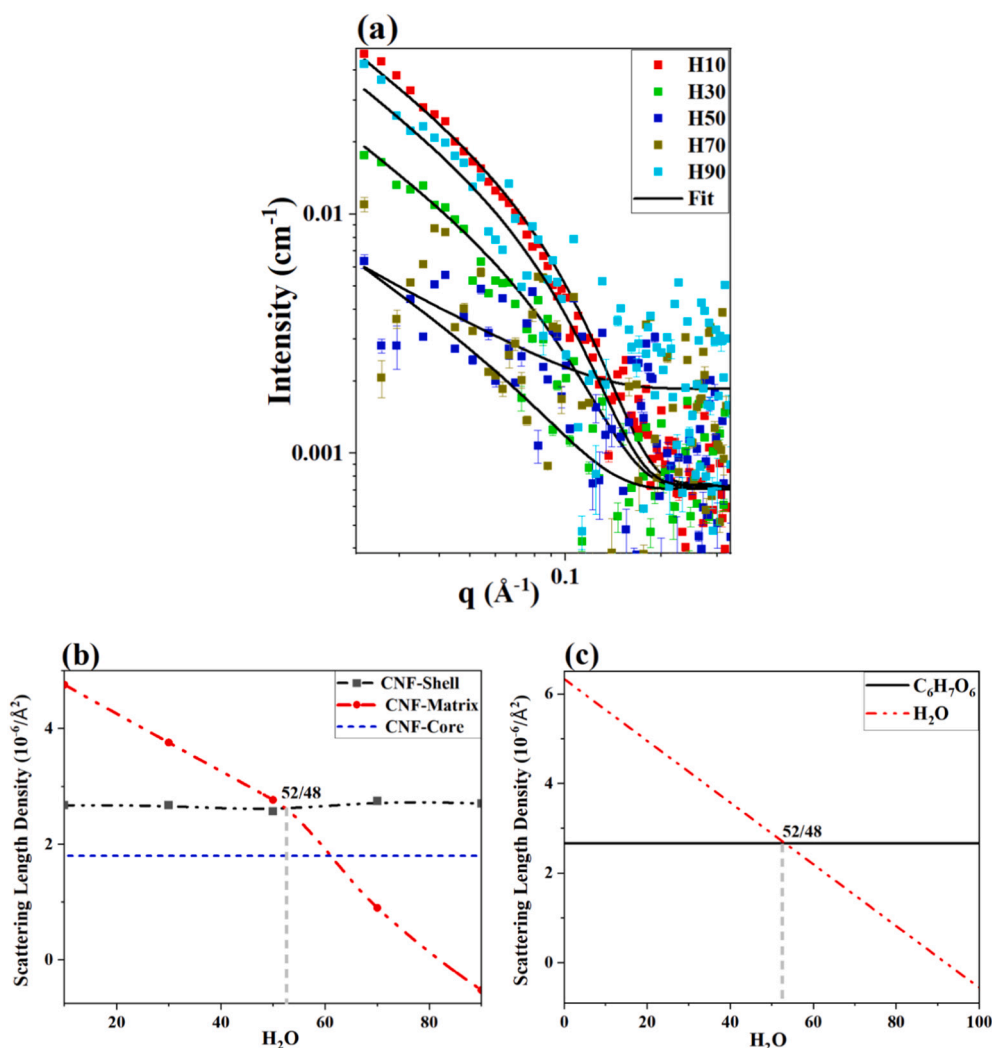 (a)
H10
H30
H50
H70
H90
Fit
0.01
0.001
Intensity (cm⁻¹)
0.1
q (Å⁻¹)
(b)
CNF-Shell
CNF-Matrix
CNF-Core
52/48
4
2
0
Scattering Length Density (10⁻⁶/Å²)
20
40
60
80
H₂O
(c)
C₆H₇O₆
H₂O
52/48
6
4
2
0
Scattering Length Density (10⁻⁶/Å²)
0
20
40
60
80
100
H₂O